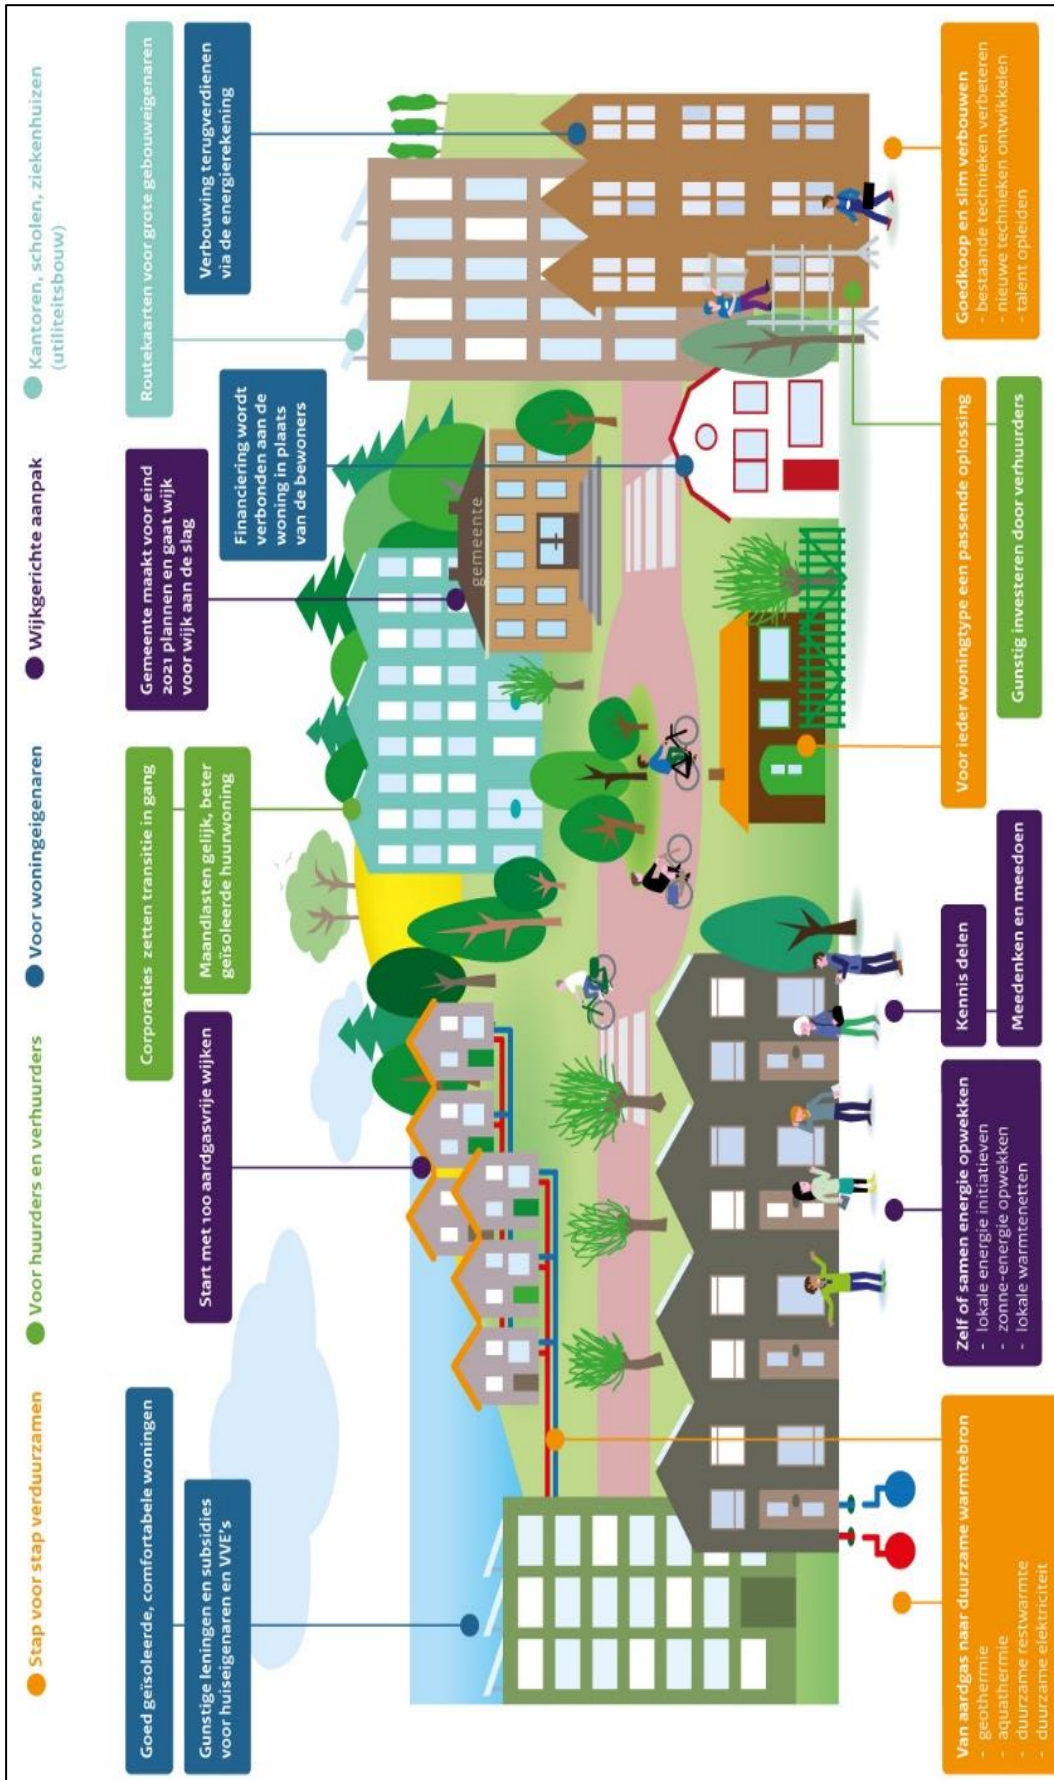 Stap voor stap verduurzamen
Voor huurders en verhuurders
Voor woningeigenaren
Wijkgerichte aanpak
Kantoren, scholen, ziekenhuizen
(utiliteitsbouw)
Goed geïsoleerde, comfortabele woningen
Gunstige leningen en subsidies
voor huiseigenaren en VVE's
Start met 100 aardgasvrije wijken
Corporaties zetten transitie in gang
Maandlasten gelijk, beter
geïsoleerde huurwoning
Gemeente maakt voor eind
2021 plannen en gaat wijk
voor wijk aan de slag
Financiering wordt
verbonden aan de
woning in plaats
van de bewoners
Routekaarten voor grote gebouweigenaren
Verbouwing terugverdienen
via de energierekening
gemeente
Van aardgas naar duurzame warmtebron
- geothermie
- aquathermie
- duurzame restwarmte
- duurzame elektriciteit
Zelf of samen energie opwekken
- lokale energie initiatieven
- zonne-energie opwekken
- lokale warmtenetten
Kennis delen
Meedenken en meedoen
Voor ieder woningtype een passende oplossing
Gunstig investeren door verhuurders
Goedkoop en slim verbouwen
- bestaande technieken verbeteren
- nieuwe technieken ontwikkelen
- talent opleiden